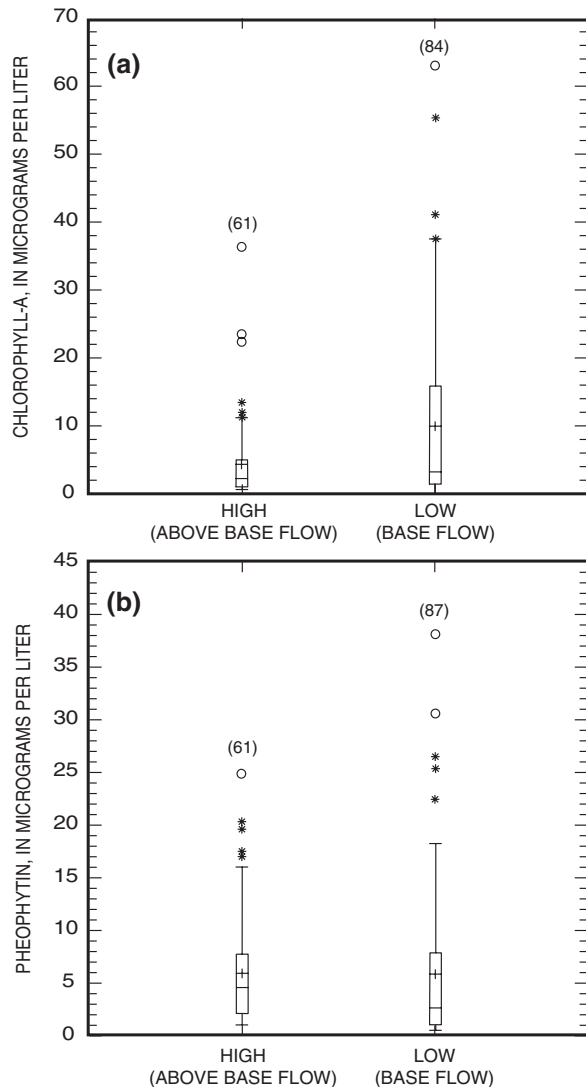 CHLOROPHYLL-A, IN MICROGRAMS PER LITER
70
60
50
40
30
20
10
0
(a)
(61)
(84)
HIGH
(ABOVE BASE FLOW)
LOW
(BASE FLOW)
PHEOPHYTIN, IN MICROGRAMS PER LITER
45
40
35
30
25
20
15
10
5
0
(b)
(61)
(87)
HIGH
(ABOVE BASE FLOW)
LOW
(BASE FLOW)